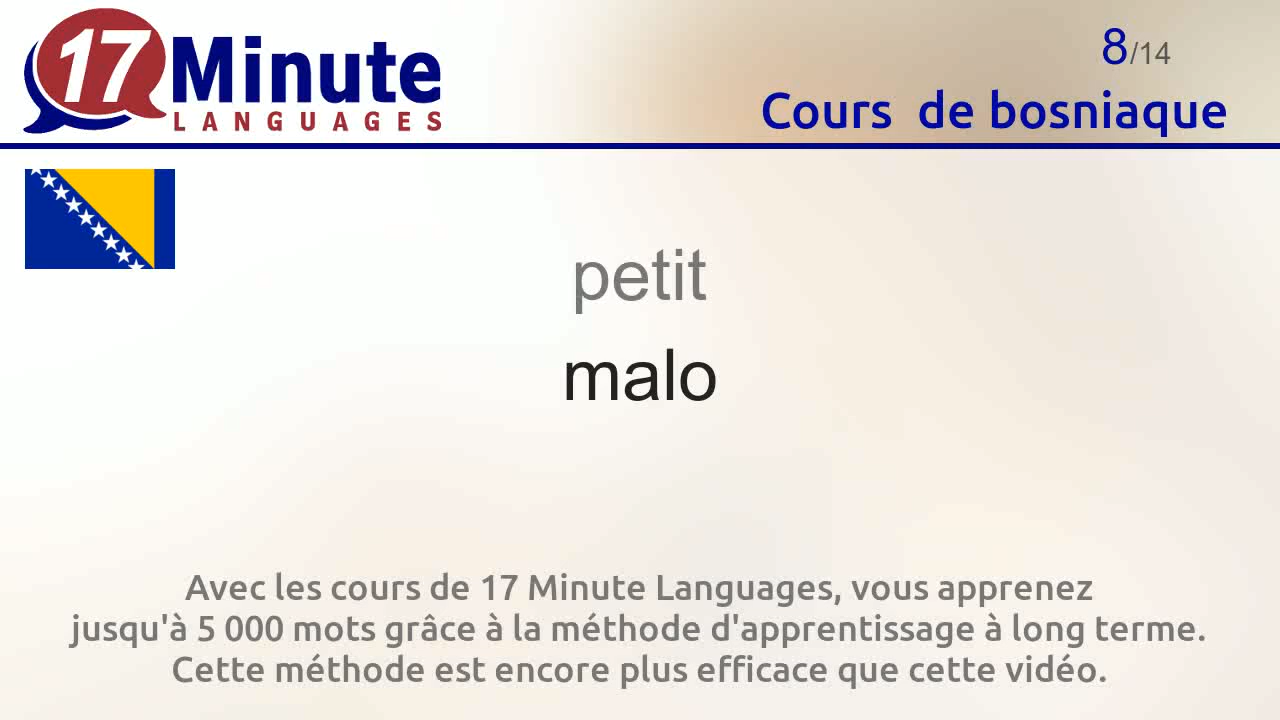 17 Minute
LANGUAGES
8/14
Cours de bosniaque
petit
malo
Avec les cours de 17 Minute Languages, vous apprenez
jusqu'à 5 000 mots grâce à la méthode d'apprentissage à long terme.
Cette méthode est encore plus efficace que cette vidéo.